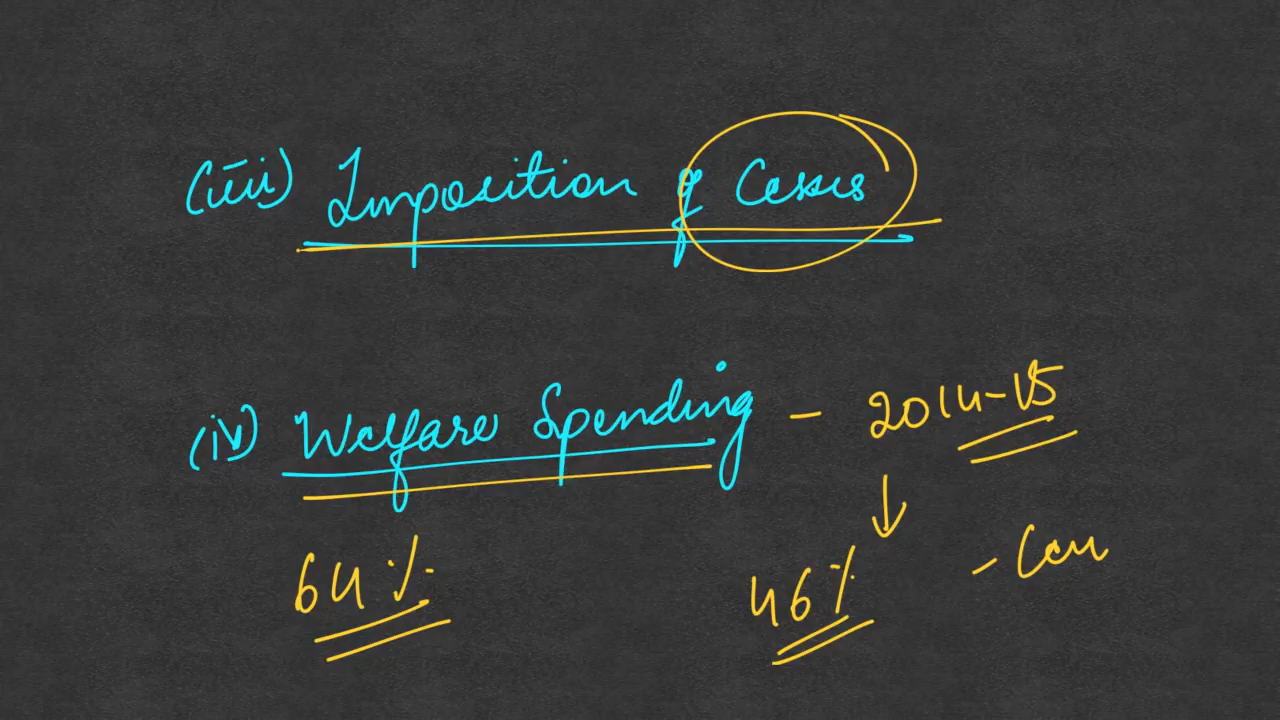 (iii) Imposition of Cesses
(iv) Welfare Spending - 2014-15
64% 46% -